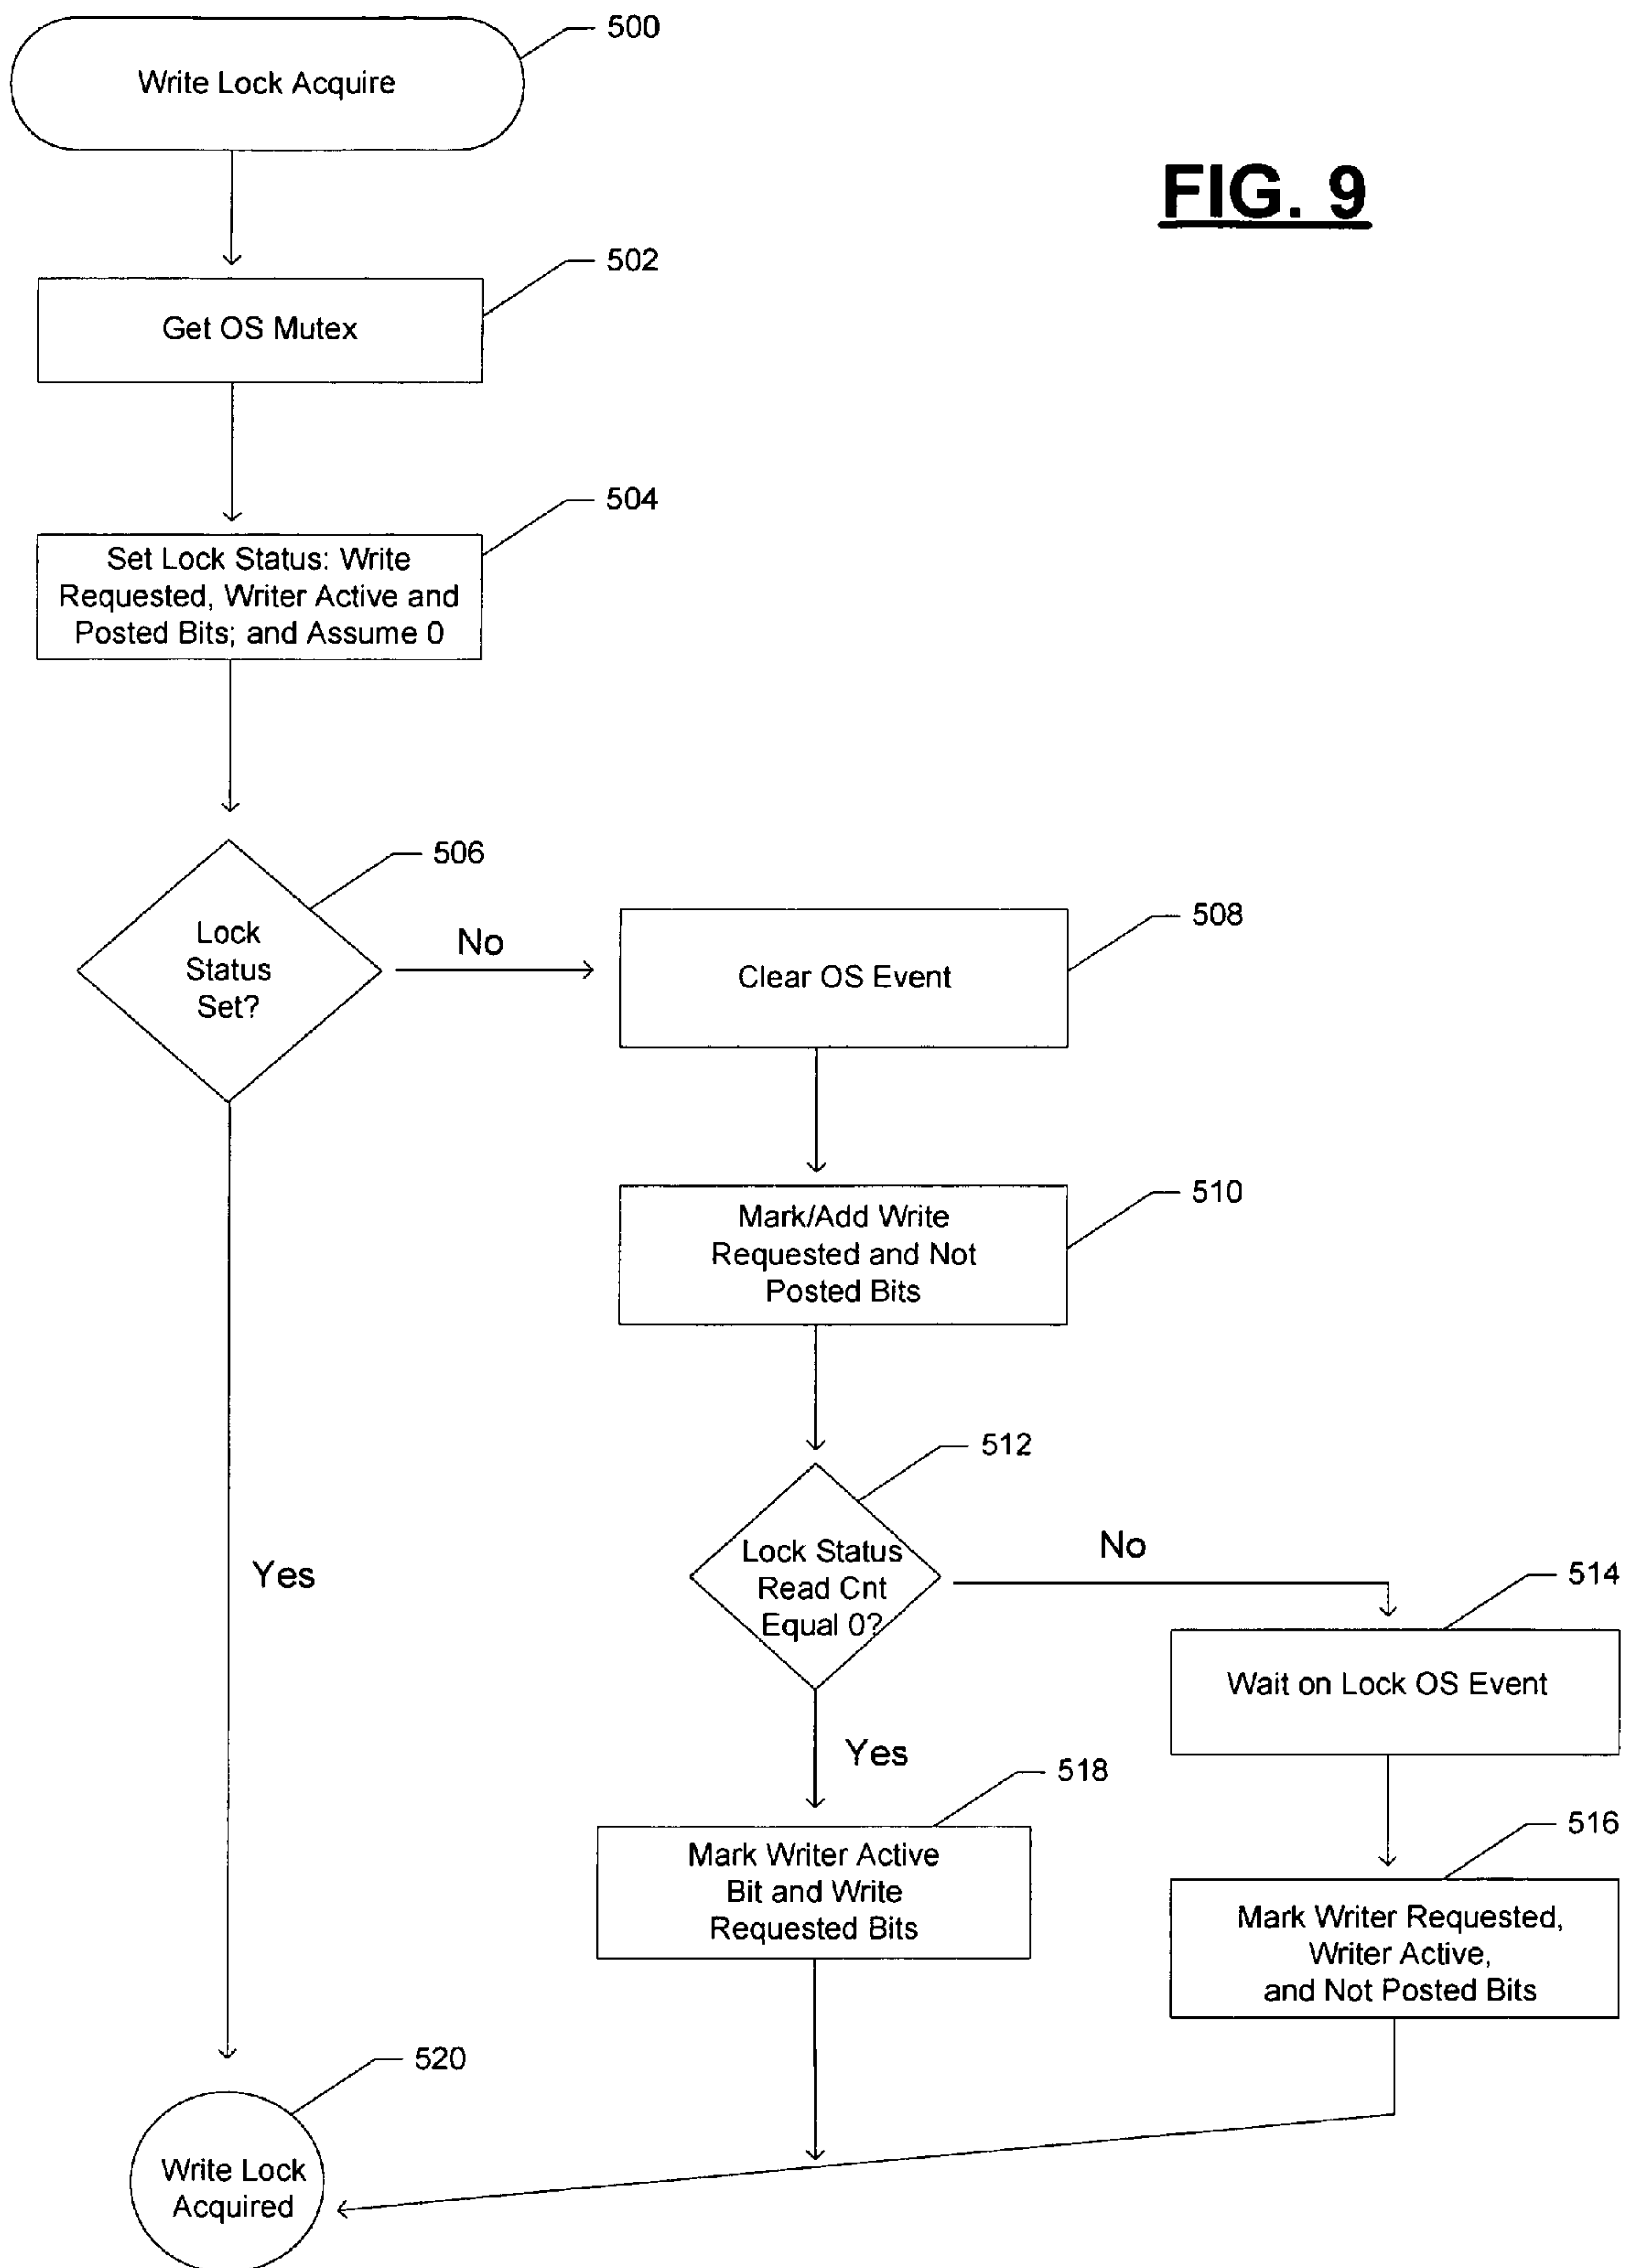 500
Write Lock Acquire
FIG. 9
502
Get OS Mutex
504
Set Lock Status: Write
Requested, Writer Active and
Posted Bits; and Assume 0
506
Lock
Status
Set?
No
508
Clear OS Event
510
Mark/Add Write
Requested and Not
Posted Bits
512
Lock Status
Read Cnt
Equal 0?
No
514
Wait on Lock OS Event
Yes
Yes
518
Mark Writer Active
Bit and Write
Requested Bits
516
Mark Writer Requested,
Writer Active,
and Not Posted Bits
520
Write Lock
Acquired